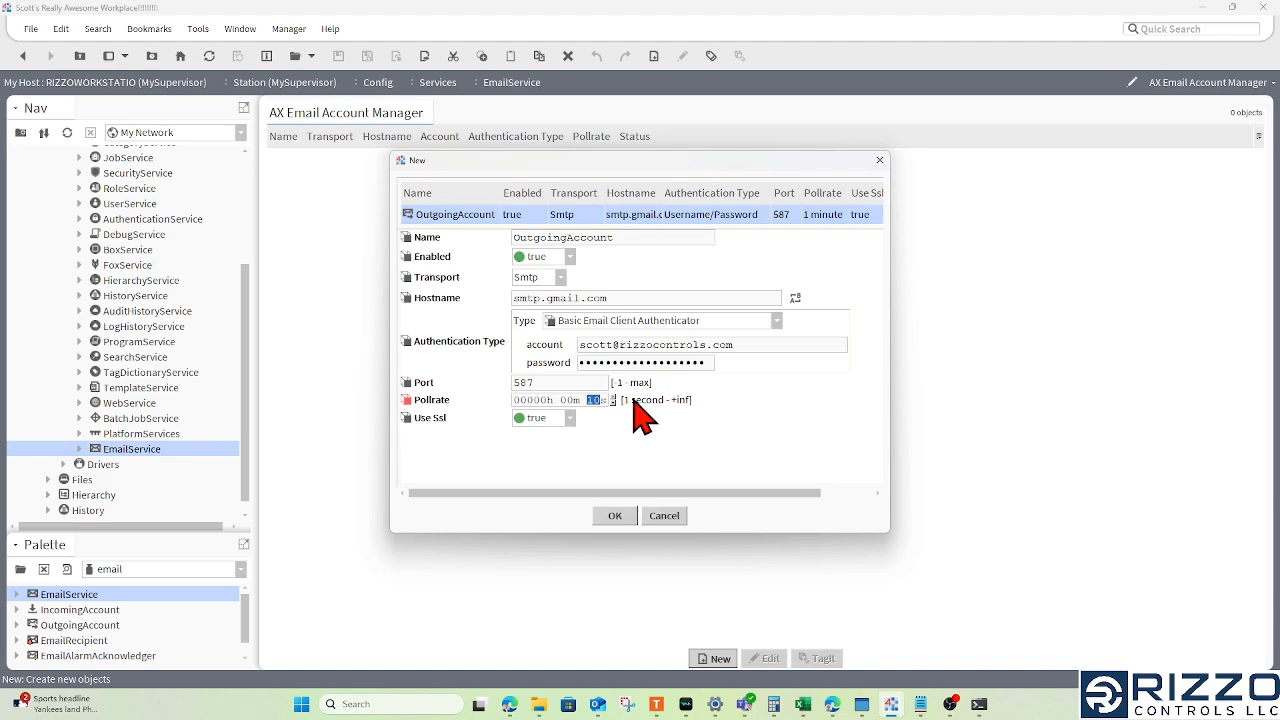 Scott's Really Awesome Workplace!!!!!!!!!
File Edit Search Bookmarks Tools Window Manager Help
Quick Search
My Host : RIZZOWORKSTATIO (MySupervisor) : Station (MySupervisor) : Config : Services : EmailService
AX Email Account Manager
Nav
My Network
JobService
SecurityService
RoleService
UserService
AuthenticationService
DebugService
BoxService
FoxService
HierarchyService
HistoryService
AuditHistoryService
LogHistoryService
ProgramService
SearchService
TagDictionaryService
TemplateService
WebService
BatchJobService
PlatformServices
EmailService
Drivers
Files
Hierarchy
History
Palette
email
EmailService
IncomingAccount
OutgoingAccount
EmailRecipient
EmailAlarmAcknowledger
AX Email Account Manager
0 objects
Name Transport Hostname Account Authentication Type Pollrate Status
New
Name Enabled Transport Hostname Authentication Type Port Pollrate Use Ssl
OutgoingAccount true Smtp smtp.gmail.c Username/Password 587 1 minute true
Name OutgoingAccount
Enabled true
Transport Smtp
Hostname smtp.gmail.com
Authentication Type
Type Basic Email Client Authenticator
account scott@rizzocontrols.com
password
Port 587 [-1 - max]
Pollrate 00000h 00m 10s [1 second - +inf]
Use Ssl true
OK Cancel
New Edit TagIt
New: Create new objects
2
Sports headline
Yankees land Ph...
Search
RIZZO
CONTROLS LLC